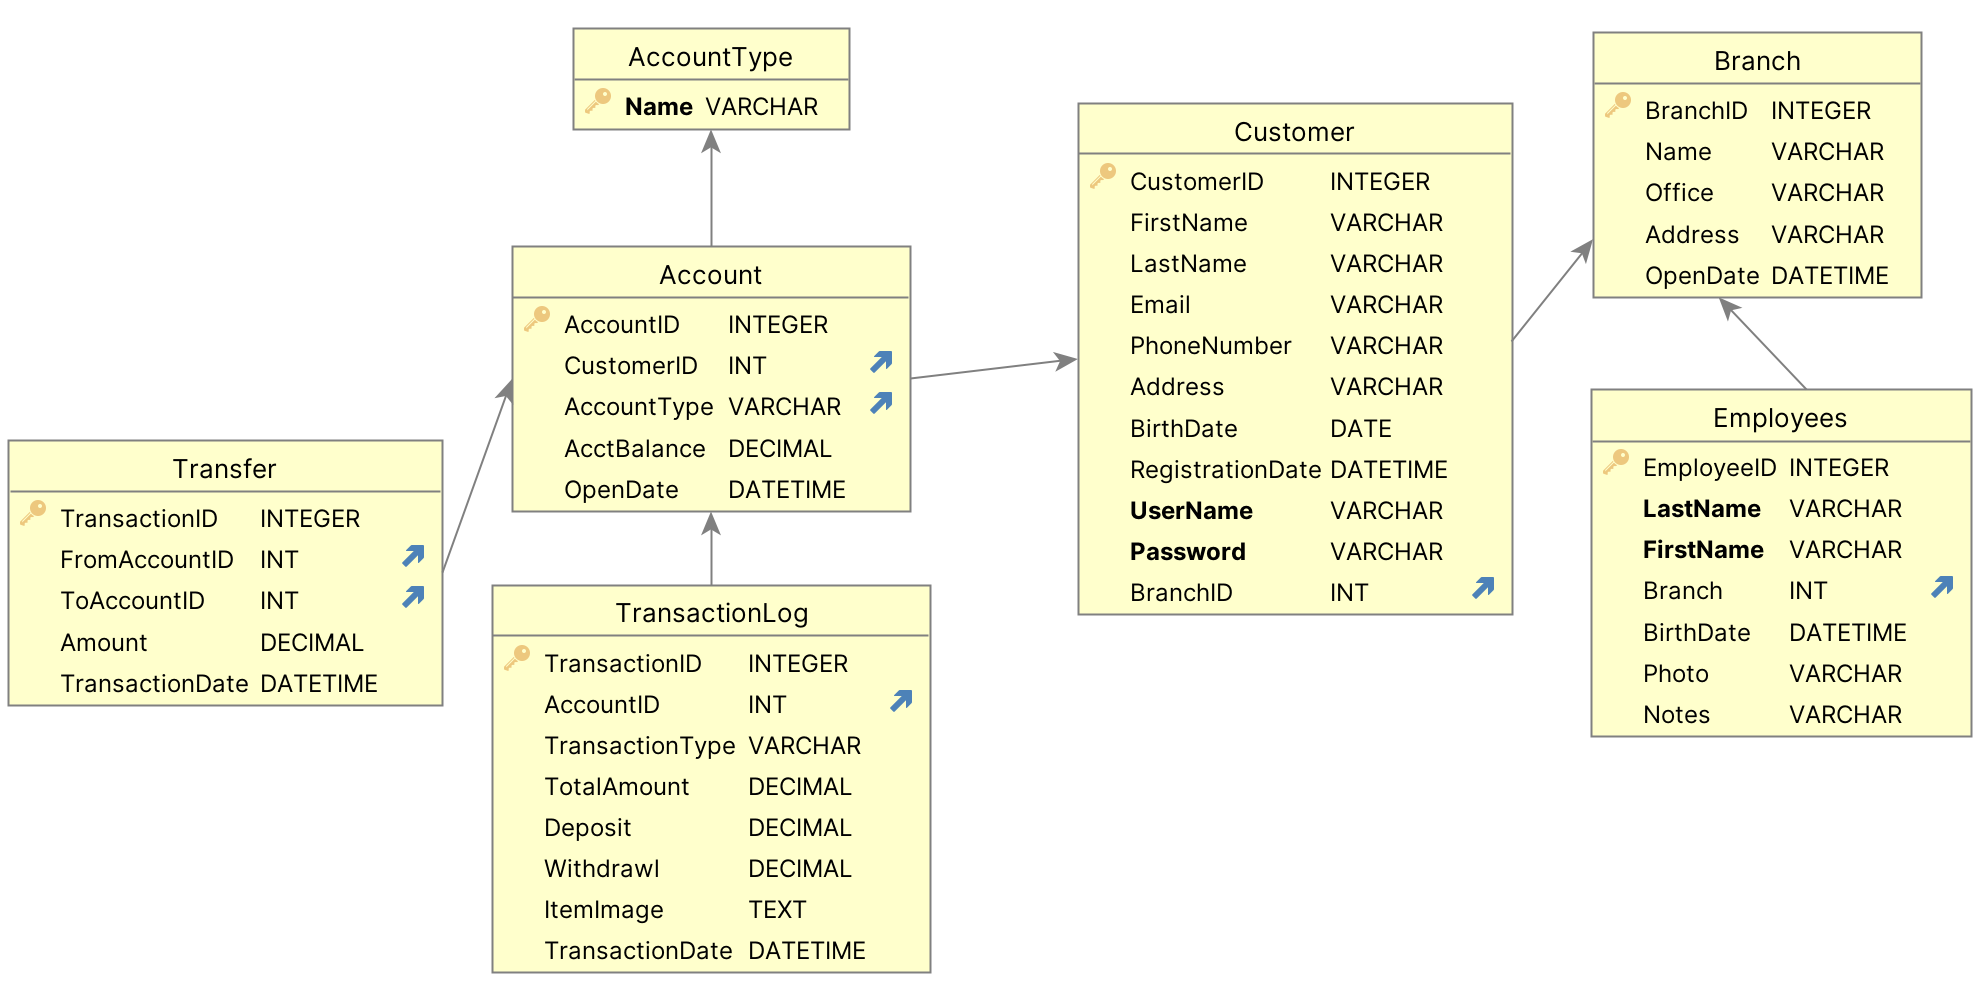 AccountType
Name VARCHAR
Account
AccountID INTEGER
CustomerID INT
AccountType VARCHAR
AcctBalance DECIMAL
OpenDate DATETIME
Transfer
TransactionID INTEGER
FromAccountID INT
ToAccountID INT
Amount DECIMAL
TransactionDate DATETIME
TransactionLog
TransactionID INTEGER
AccountID INT
TransactionType VARCHAR
TotalAmount DECIMAL
Deposit DECIMAL
Withdrawl DECIMAL
ItemImage TEXT
TransactionDate DATETIME
Customer
CustomerID INTEGER
FirstName VARCHAR
LastName VARCHAR
Email VARCHAR
PhoneNumber VARCHAR
Address VARCHAR
BirthDate DATE
RegistrationDate DATETIME
UserName VARCHAR
Password VARCHAR
BranchID INT
Branch
BranchID INTEGER
Name VARCHAR
Office VARCHAR
Address VARCHAR
OpenDate DATETIME
Employees
EmployeeID INTEGER
LastName VARCHAR
FirstName VARCHAR
Branch INT
BirthDate DATETIME
Photo VARCHAR
Notes VARCHAR